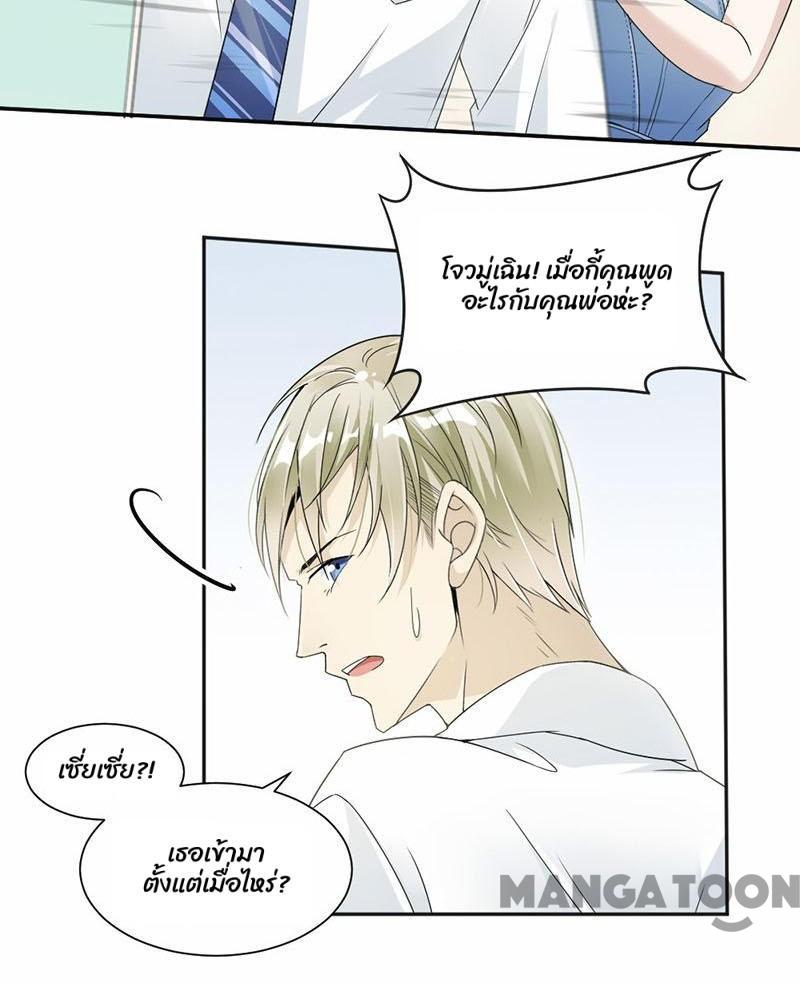 โจวมู่เฉิน! เมื่อกี้คุณพูด
อะไรกับคุณพ่อห่ะ?
เซี่ยเซี่ย?!
เธอเข้ามา
ตั้งแต่เมื่อไหร่?
MANGATOON